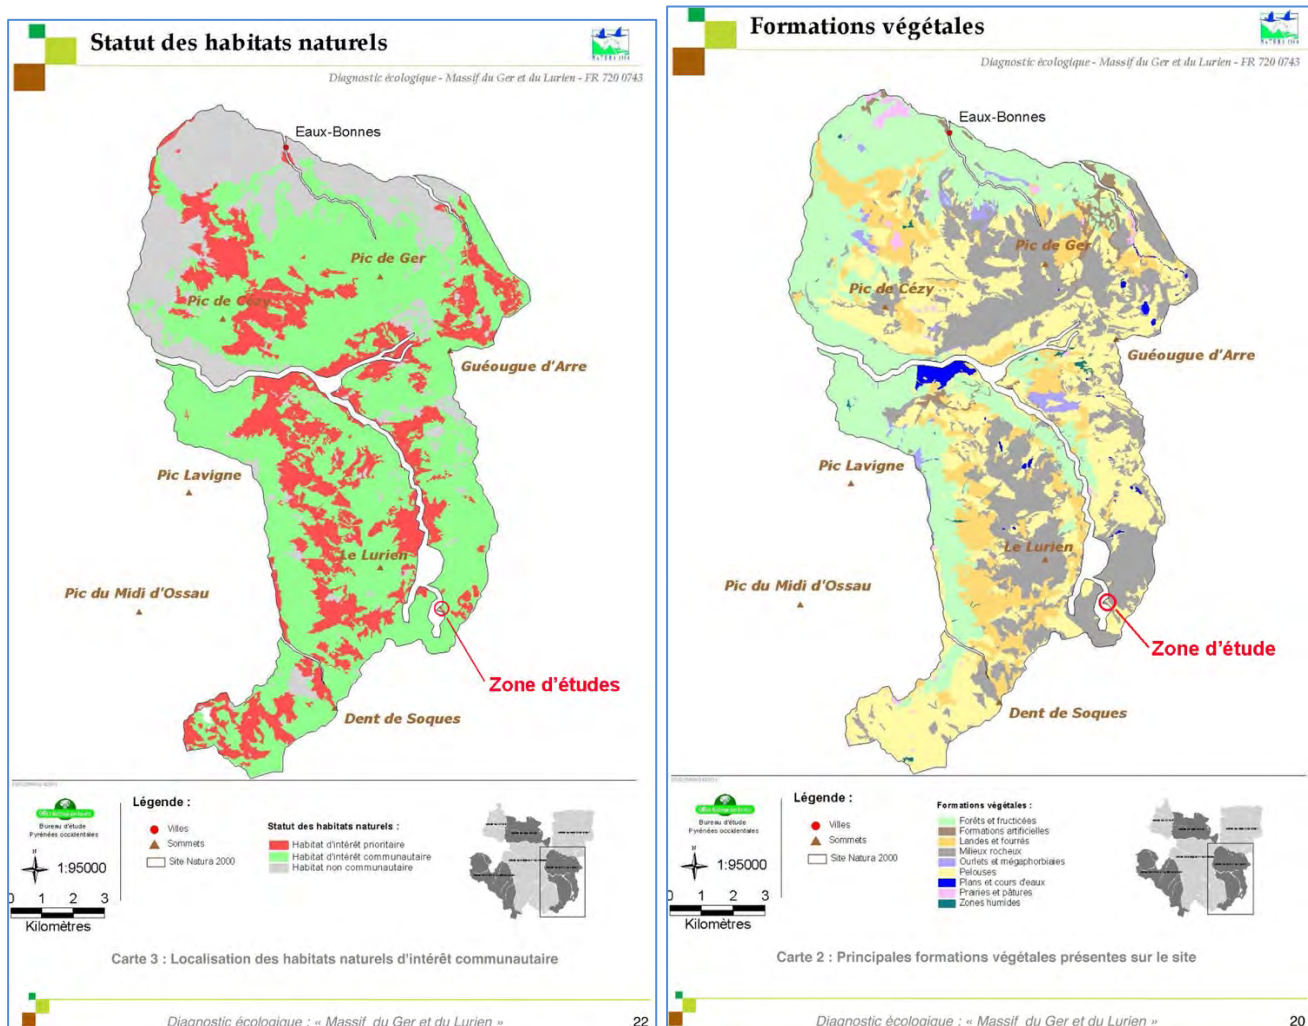 Statut des habitats naturels
Diagnostic écologique - Massif du Ger et du Lurien - FR 720 0743
Eaux-Bonnes
Pic de Ger
Pic de Cézy
Guéougue d'Arre
Pic Lavigne
Le Lurien
Pic du Midi d'Ossau
Zone d'études
Dent de Soques
Bureau d'étude
Pyrénées occidentales
N
1:95000
0 1 2 3
Kilomètres
Légende :
Villes
Sommets
Site Natura 2000
Statut des habitats naturels :
Habitat d'intérêt prioritaire
Habitat d'intérêt communautaire
Habitat non communautaire
Carte 3 : Localisation des habitats naturels d'intérêt communautaire
Diagnostic écologique : « Massif du Ger et du Lurien »
22
Formations végétales
Diagnostic écologique - Massif du Ger et du Lurien - FR 720 0743
Eaux-Bonnes
Pic de Ger
Pic de Cézy
Guéougue d'Arre
Pic Lavigne
Le Lurien
Pic du Midi d'Ossau
Zone d'étude
Dent de Soques
Bureau d'étude
Pyrénées occidentales
N
1:95000
0 1 2 3
Kilomètres
Légende :
Villes
Sommets
Site Natura 2000
Formations végétales :
Forêts et fructicées
Formations artificielles
Landes et fourrés
Milieux rocheux
Ourlets et mégaphorbiaies
Pelouses
Plans et cours d'eaux
Prairies et pâtures
Zones humides
Carte 2 : Principales formations végétales présentes sur le site
Diagnostic écologique : « Massif du Ger et du Lurien »
20